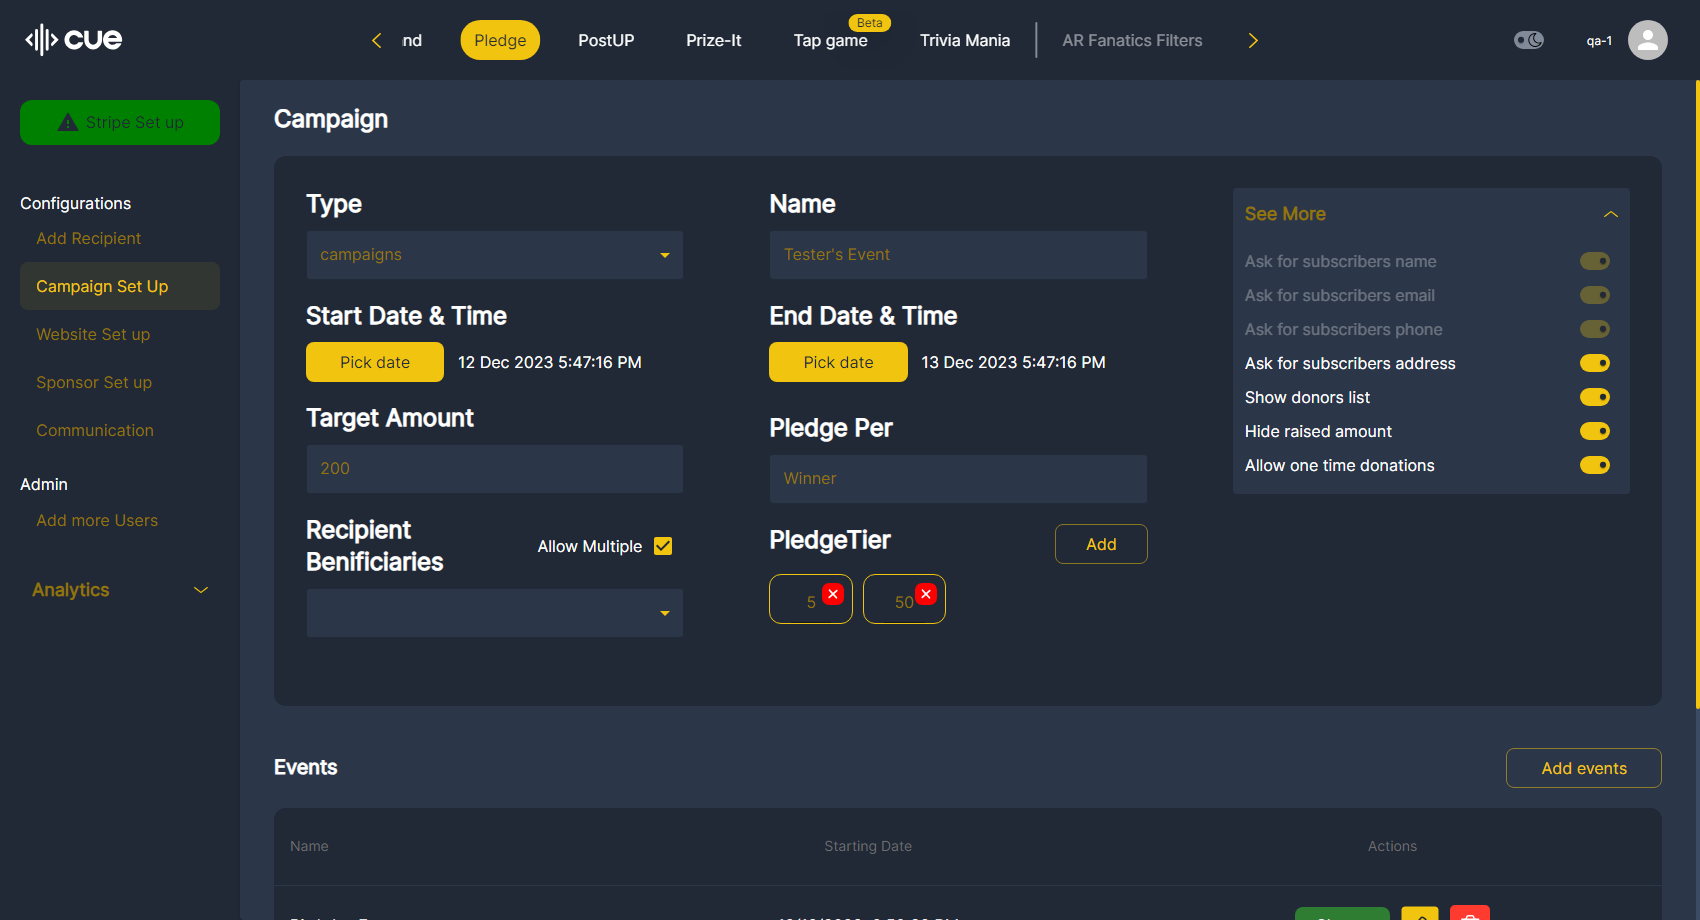 cue
nd
Pledge
PostUP
Prize-It
Tap game
Beta
Trivia Mania
AR Fanatics Filters
qa-1
Stripe Set up
Configurations
Add Recipient
Campaign Set Up
Website Set up
Sponsor Set up
Communication
Admin
Add more Users
Analytics
Campaign
Type
campaigns
Name
Tester's Event
Start Date & Time
Pick date
12 Dec 2023 5:47:16 PM
End Date & Time
Pick date
13 Dec 2023 5:47:16 PM
Target Amount
200
Pledge Per
Winner
Recipient
Benificiaries
Allow Multiple
PledgeTier
Add
5
50
See More
Ask for subscribers name
Ask for subscribers email
Ask for subscribers phone
Ask for subscribers address
Show donors list
Hide raised amount
Allow one time donations
Events
Add events
Name
Starting Date
Actions